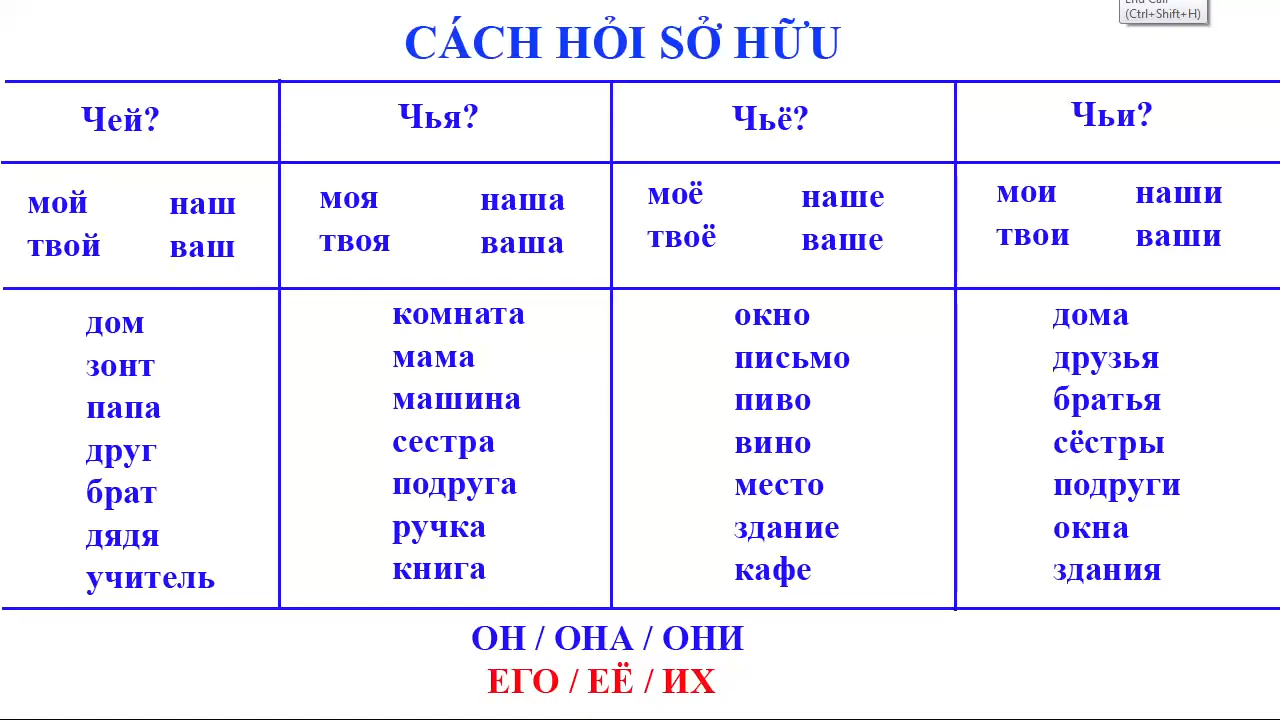 End Call
(Ctrl+Shift+H)
CÁCH HỎI SỞ HỮU
Чей? Чья? Чьё? Чьи?
мой наш моя наша моё наше мои наши
твой ваш твоя ваша твоё ваше твои ваши
дом комната окно дома
зонт мама письмо друзья
папа машина пиво братья
друг сестра вино сёстры
брат подруга место подруги
дядя ручка здание окна
учитель книга кафе здания
ОН / ОНА / ОНИ
ЕГО / ЕЁ / ИХ